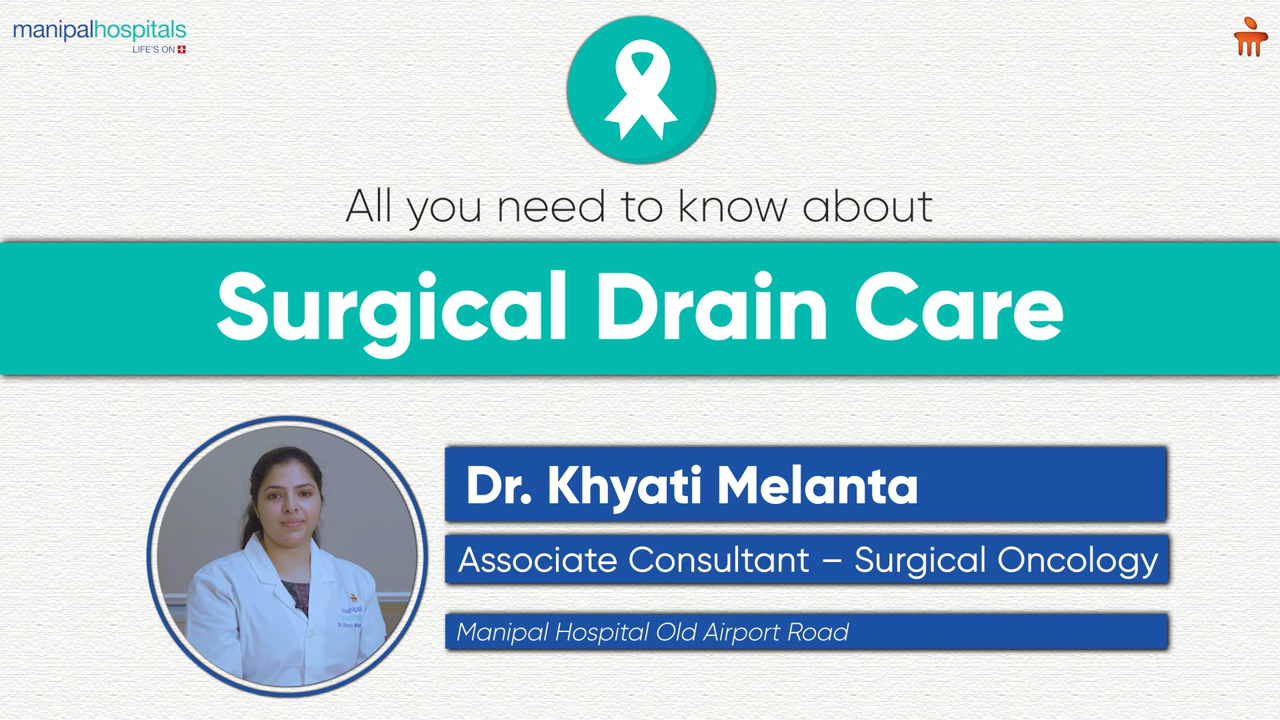 manipalhospitals
LIFE'S ON
All you need to know about
Surgical Drain Care
Dr. Khyati Melanta
Associate Consultant – Surgical Oncology
Manipal Hospital Old Airport Road